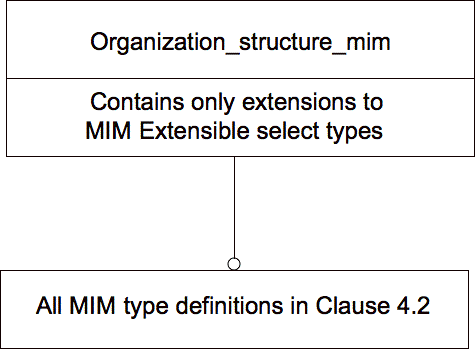 Organization_structure_mim
Contains only extensions to
MIM Extensible select types
All MIM type definitions in Clause 4.2